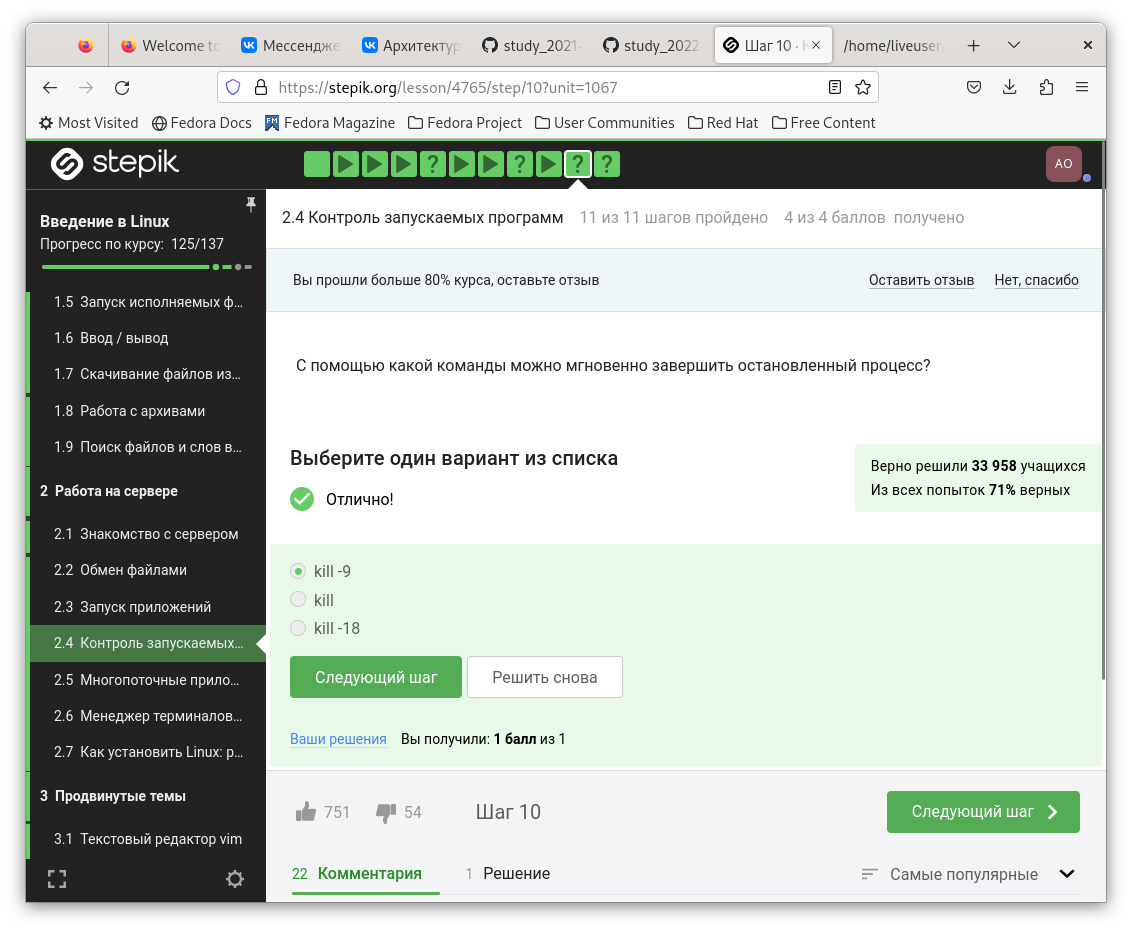 Welcome to
Мессендже
Архитектур
study_2021-
study_2022
Шаг 10 · К
/home/liveuser
https://stepik.org/lesson/4765/step/10?unit=1067
Most Visited
Fedora Docs
Fedora Magazine
Fedora Project
User Communities
Red Hat
Free Content
stepik
AO
Введение в Linux
Прогресс по курсу: 125/137
1.5 Запуск исполняемых ф…
1.6 Ввод / вывод
1.7 Скачивание файлов из…
1.8 Работа с архивами
1.9 Поиск файлов и слов в…
2 Работа на сервере
2.1 Знакомство с сервером
2.2 Обмен файлами
2.3 Запуск приложений
2.4 Контроль запускаемых…
2.5 Многопоточные прило…
2.6 Менеджер терминалов…
2.7 Как установить Linux: р…
3 Продвинутые темы
3.1 Текстовый редактор vim
2.4 Контроль запускаемых программ 11 из 11 шагов пройдено 4 из 4 баллов получено
Вы прошли больше 80% курса, оставьте отзыв
Оставить отзыв
Нет, спасибо
С помощью какой команды можно мгновенно завершить остановленный процесс?
Выберите один вариант из списка
Отлично!
Верно решили 33 958 учащихся
Из всех попыток 71% верных
kill -9
kill
kill -18
Следующий шаг
Решить снова
Ваши решения Вы получили: 1 балл из 1
751
54
Шаг 10
Следующий шаг
22 Комментария
1 Решение
Самые популярные